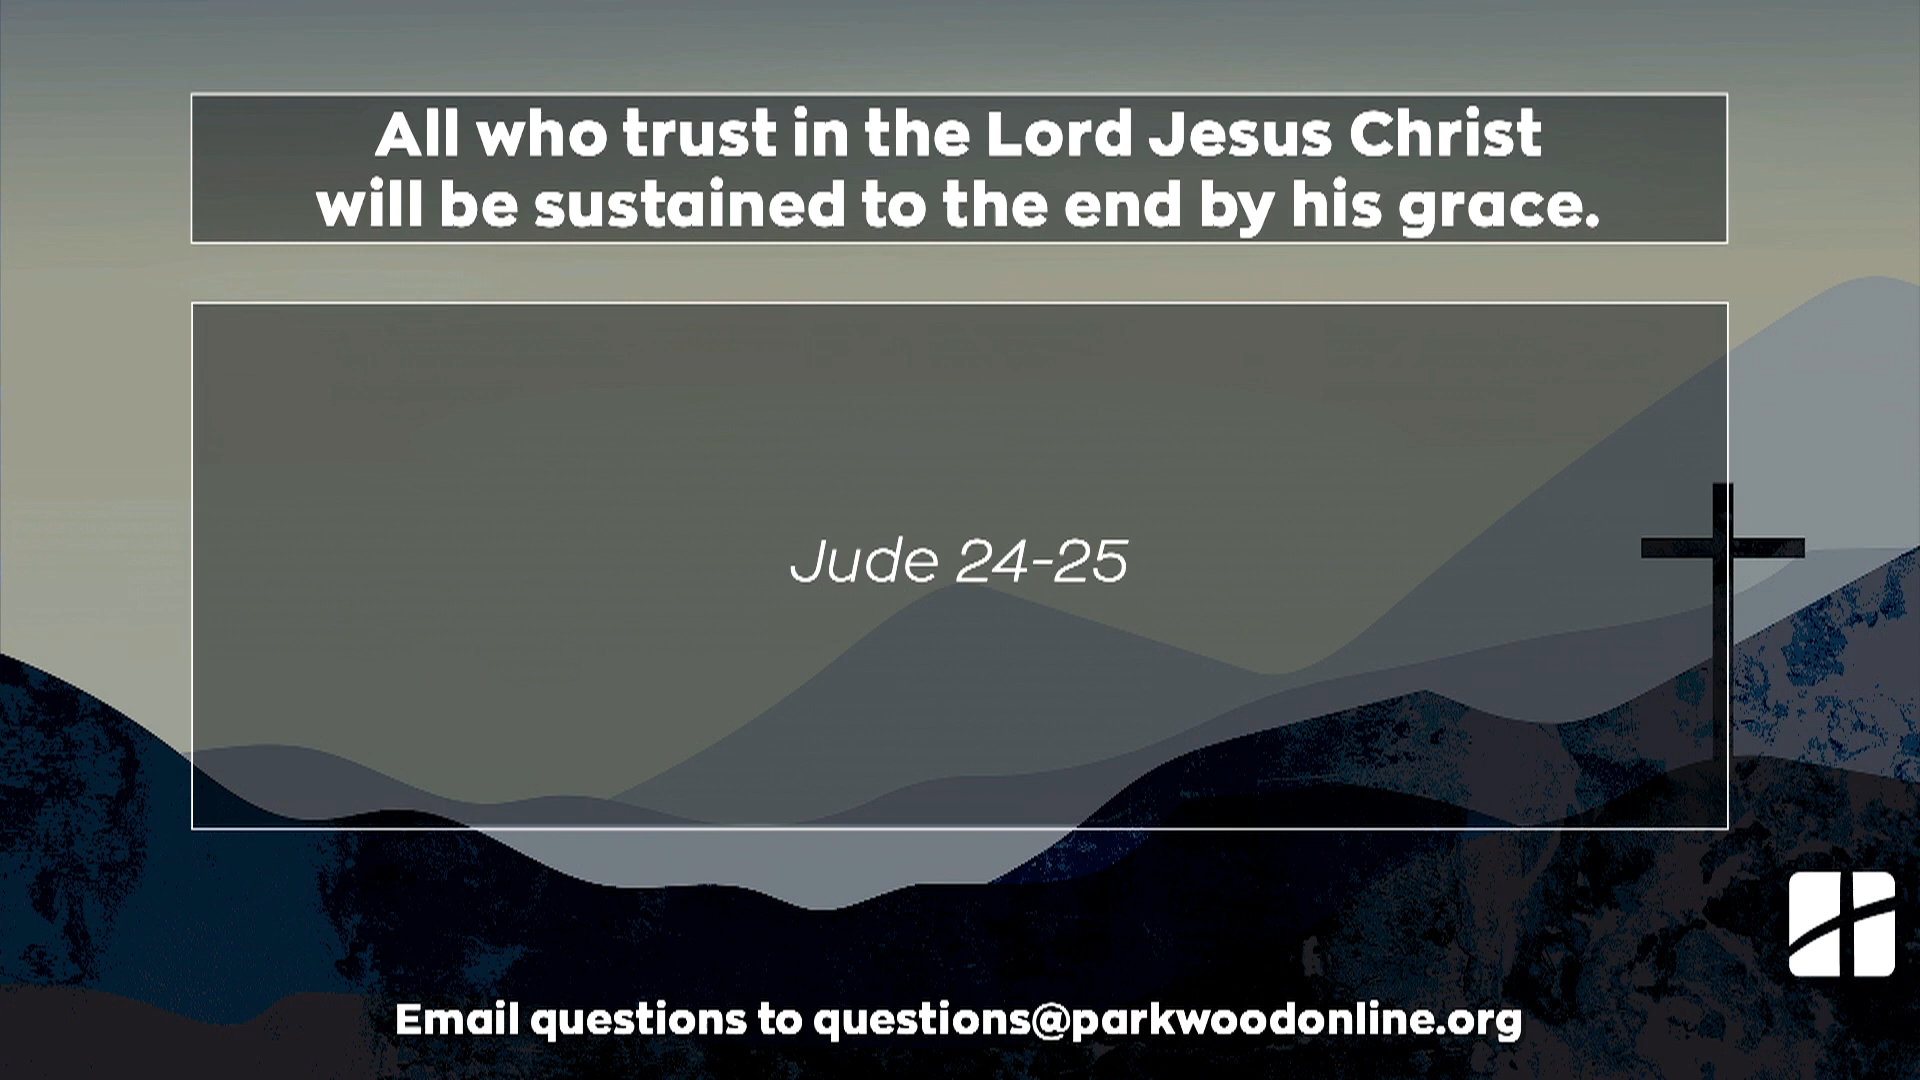 All who trust in the Lord Jesus Christ
will be sustained to the end by his grace.
Jude 24-25
Email questions to questions@parkwoodonline.org